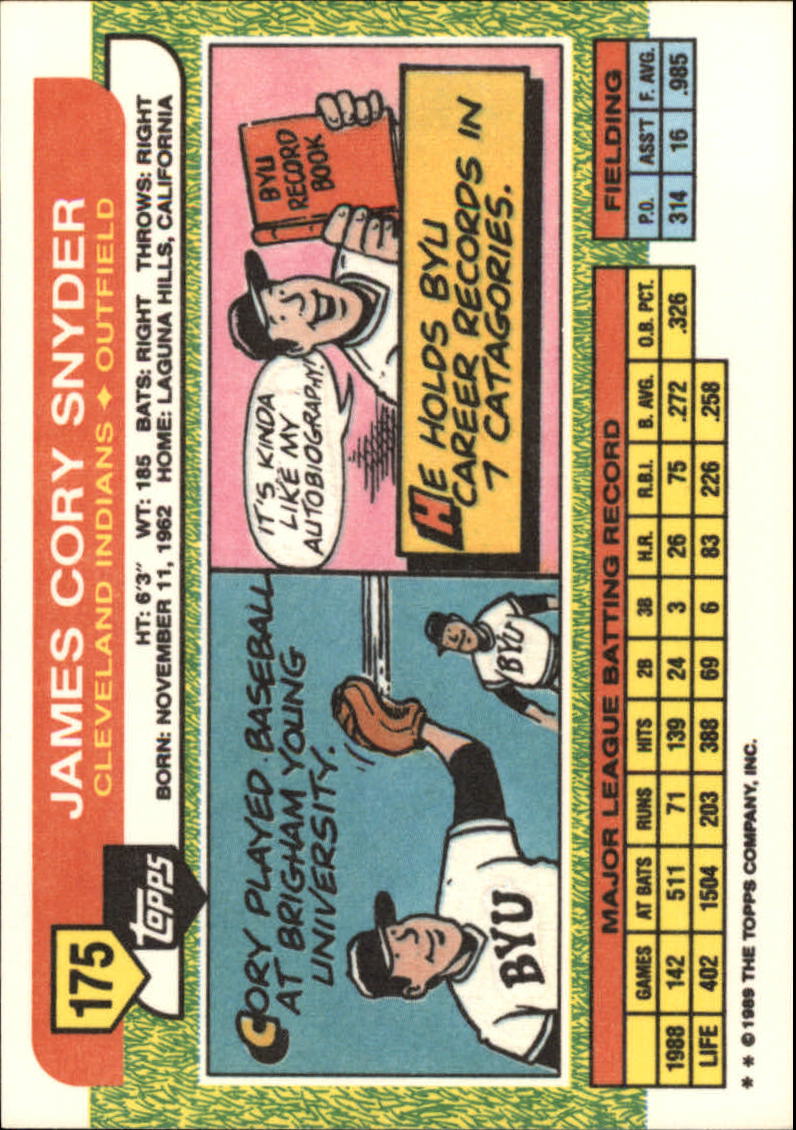 175
topps
JAMES CORY SNYDER
CLEVELAND INDIANS ♦ OUTFIELD
HT: 6'3" WT: 185 BATS: RIGHT THROWS: RIGHT
BORN: NOVEMBER 11, 1962 HOME: LAGUNA HILLS, CALIFORNIA
CORY PLAYED BASEBALL
AT BRIGHAM YOUNG
UNIVERSITY.
BYU
BYU
IT'S KINDA
LIKE MY
AUTOBIOGRAPHY!
BYU
RECORD
BOOK
HE HOLDS BYU
CAREER RECORDS IN
7 CATAGORIES.
MAJOR LEAGUE BATTING RECORD
GAMES AT BATS RUNS HITS 2B 3B H.R. R.B.I. B. AVG. O.B. PCT.
1988 142 511 71 139 24 3 26 75 .272 .326
LIFE 402 1504 203 388 69 6 83 226 .258
FIELDING
P.O. ASS'T F. AVG.
314 16 .985
* * © 1989 THE TOPPS COMPANY, INC.